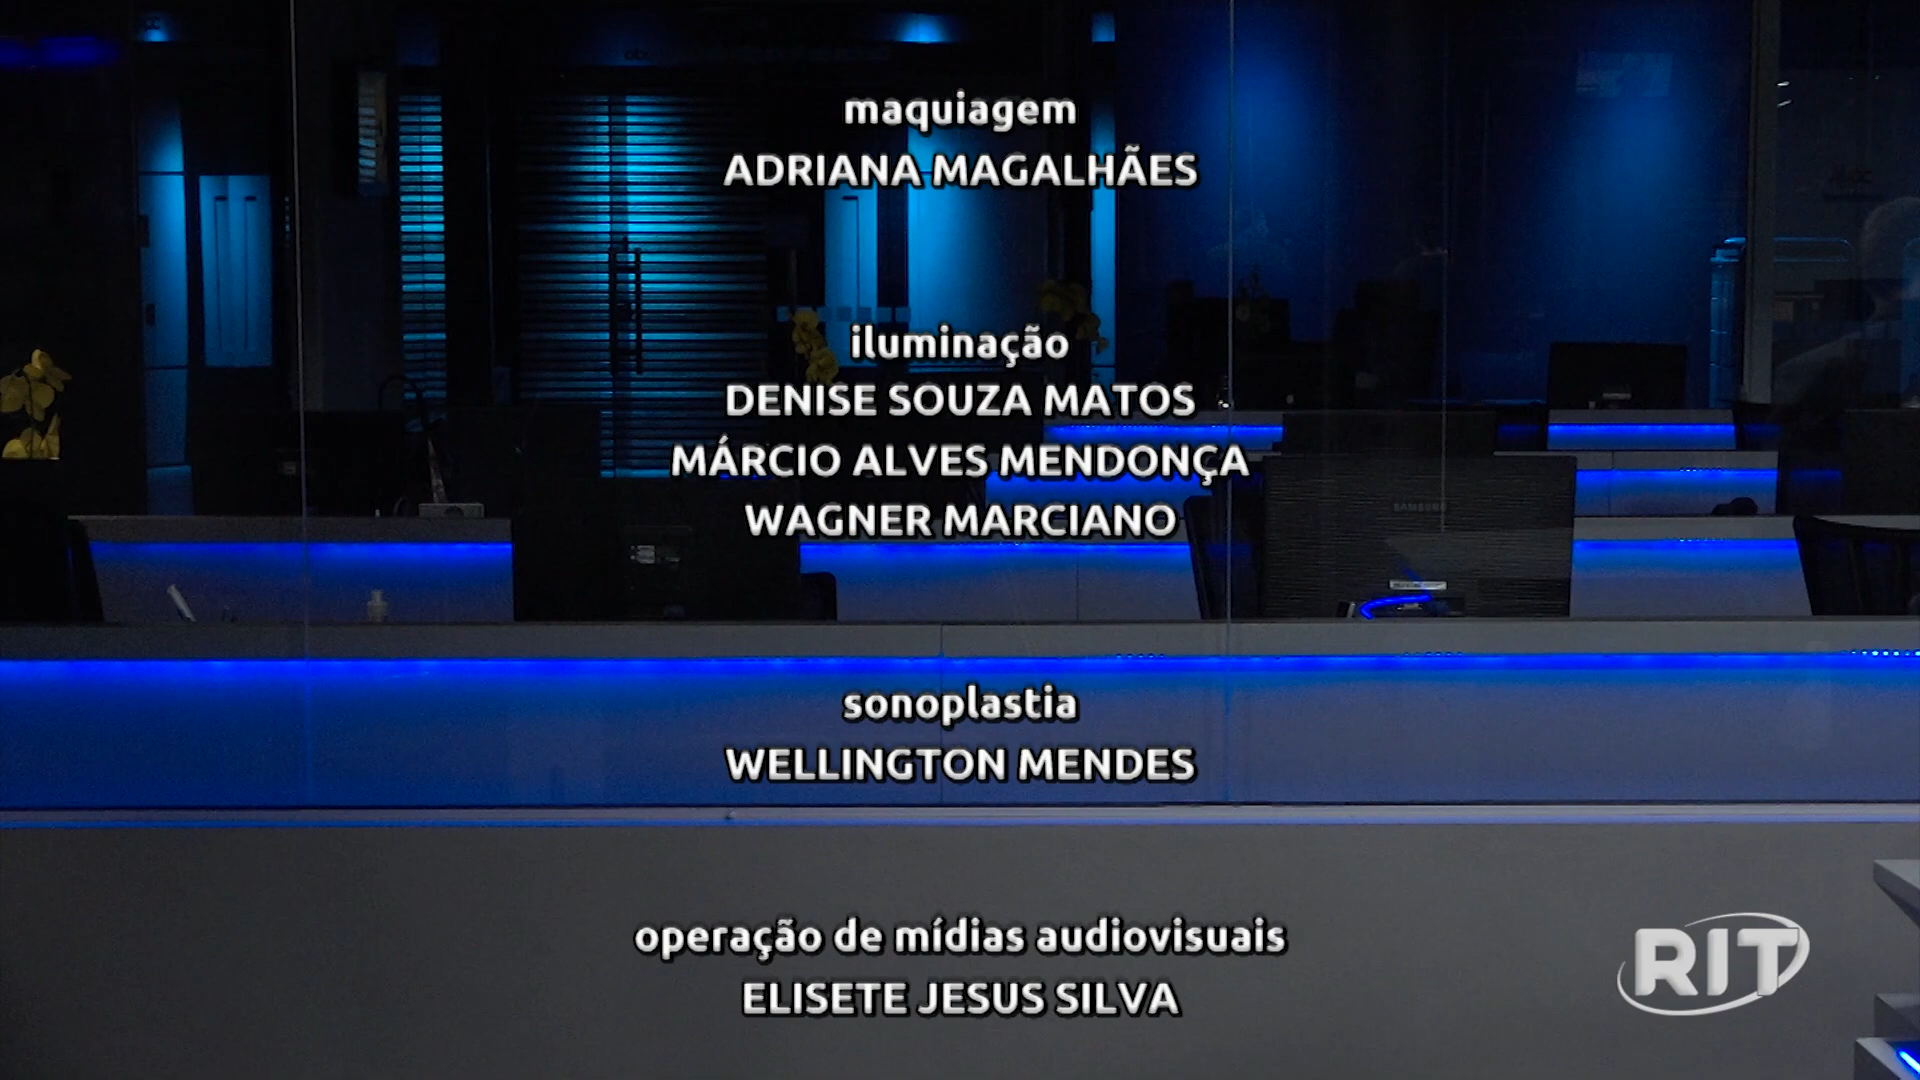 maquiagem
ADRIANA MAGALHÃES
iluminação
DENISE SOUZA MATOS
MÁRCIO ALVES MENDONÇA
WAGNER MARCIANO
SAMSUNG
sonoplastia
WELLINGTON MENDES
operação de mídias audiovisuais
ELISETE JESUS SILVA
RIT